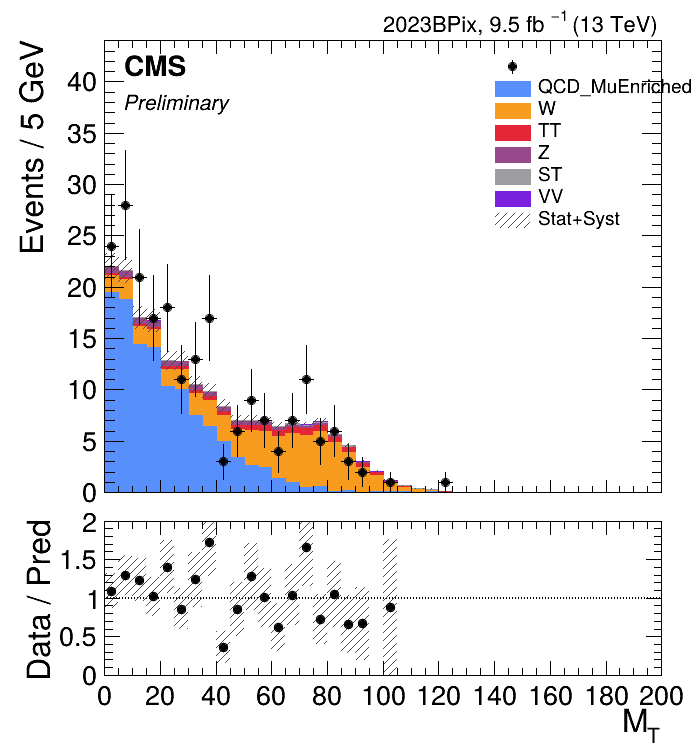 2023BPix, 9.5 fb⁻¹ (13 TeV)
CMS
Preliminary
QCD_MuEnriched
W
TT
Z
ST
VV
Stat+Syst
Events / 5 GeV
40
35
30
25
20
15
10
5
0
Data / Pred
2
1.5
1
0.5
0
0 20 40 60 80 100 120 140 160 180 200
M_T